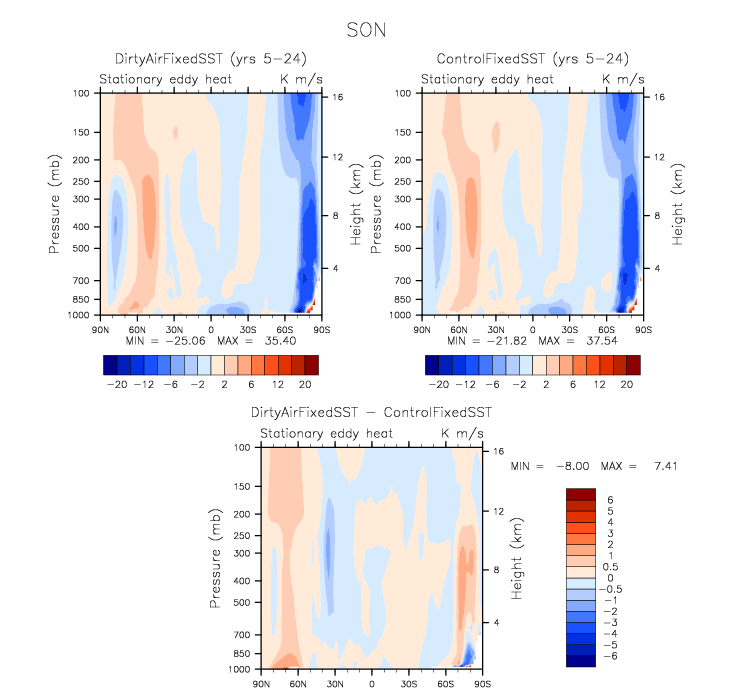 SON
DirtyAirFixedSST (yrs 5-24)
Stationary eddy heat K m/s
Pressure (mb)
100
150
200
250
300
400
500
700
850
1000
16
12
8
4
Height (km)
90N 60N 30N 0 30S 60S 90S
MIN = -25.06 MAX = 35.40
-20 -12 -6 -2 2 6 12 20
ControlFixedSST (yrs 5-24)
Stationary eddy heat K m/s
Pressure (mb)
100
150
200
250
300
400
500
700
850
1000
16
12
8
4
Height (km)
90N 60N 30N 0 30S 60S 90S
MIN = -21.82 MAX = 37.54
-20 -12 -6 -2 2 6 12 20
DirtyAirFixedSST - ControlFixedSST
Stationary eddy heat K m/s
Pressure (mb)
100
150
200
250
300
400
500
700
850
1000
16
12
8
4
Height (km)
90N 60N 30N 0 30S 60S 90S
MIN = -8.00 MAX = 7.41
6
5
4
3
2
1
0.5
0
-0.5
-1
-2
-3
-4
-5
-6